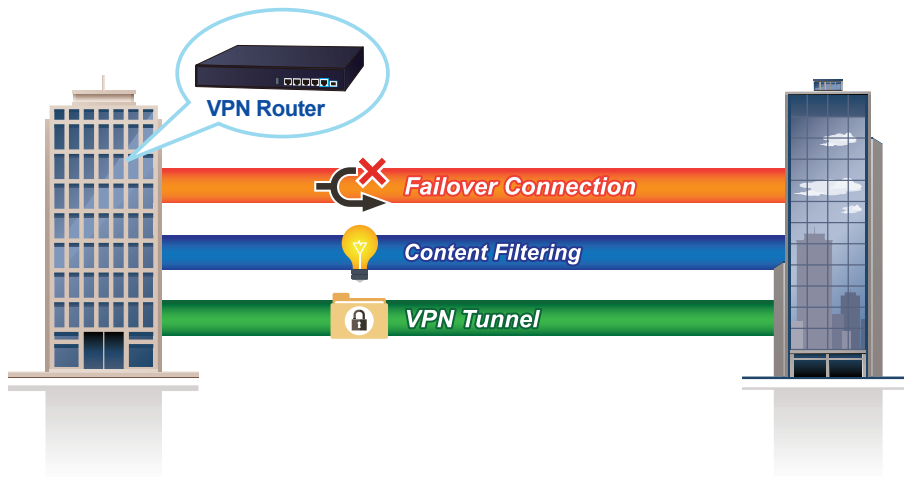 VPN Router
Failover Connection
Content Filtering
VPN Tunnel